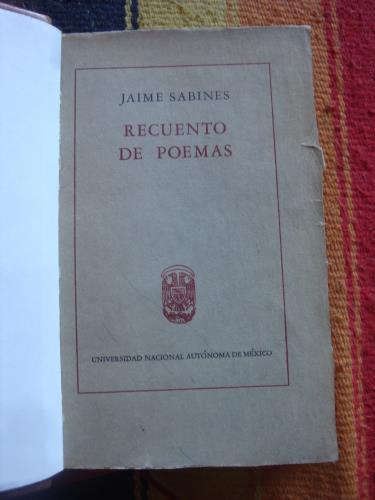 JAIME SABINES
RECUENTO
DE POEMAS
UNIVERSIDAD NACIONAL AUTÓNOMA DE MÉXICO